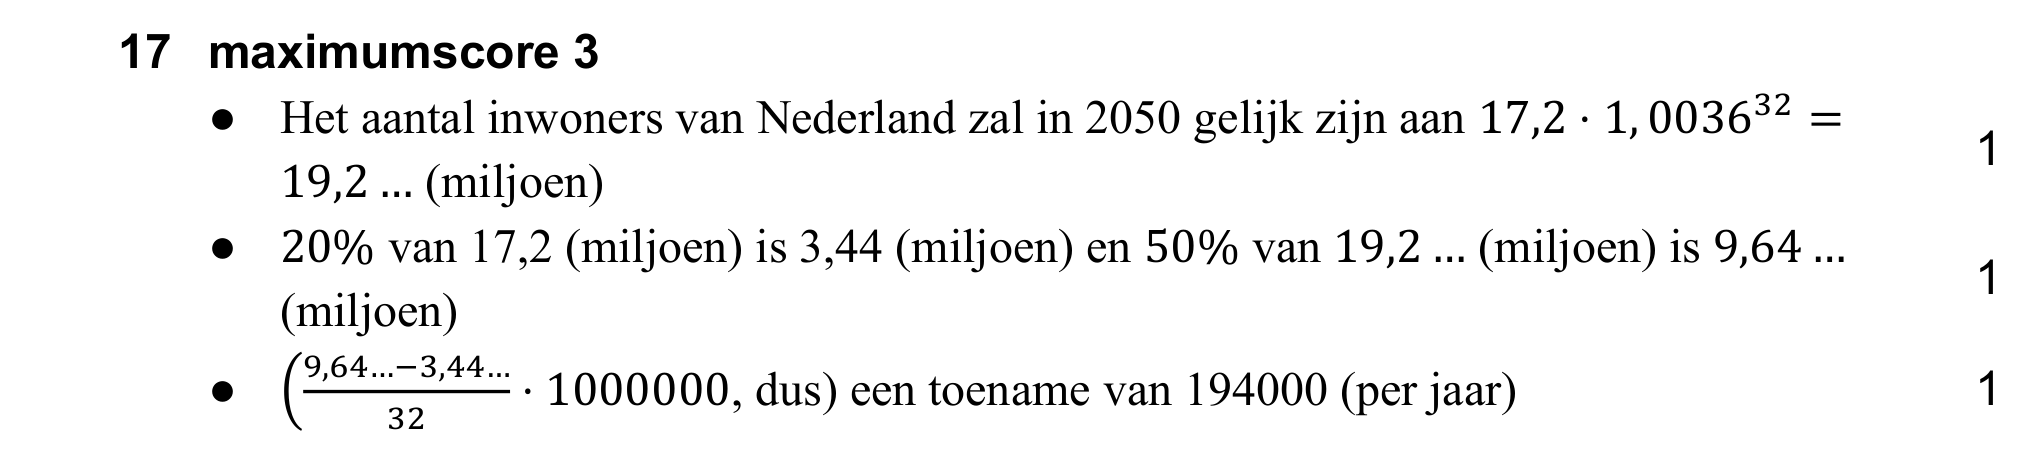 17 maximumscore 3
● Het aantal inwoners van Nederland zal in 2050 gelijk zijn aan 17,2 · 1,0036³² = 1
19,2 ... (miljoen)
● 20% van 17,2 (miljoen) is 3,44 (miljoen) en 50% van 19,2 ... (miljoen) is 9,64 ... 1
(miljoen)
● (9,64...−3,44.../32 · 1000000, dus) een toename van 194000 (per jaar) 1